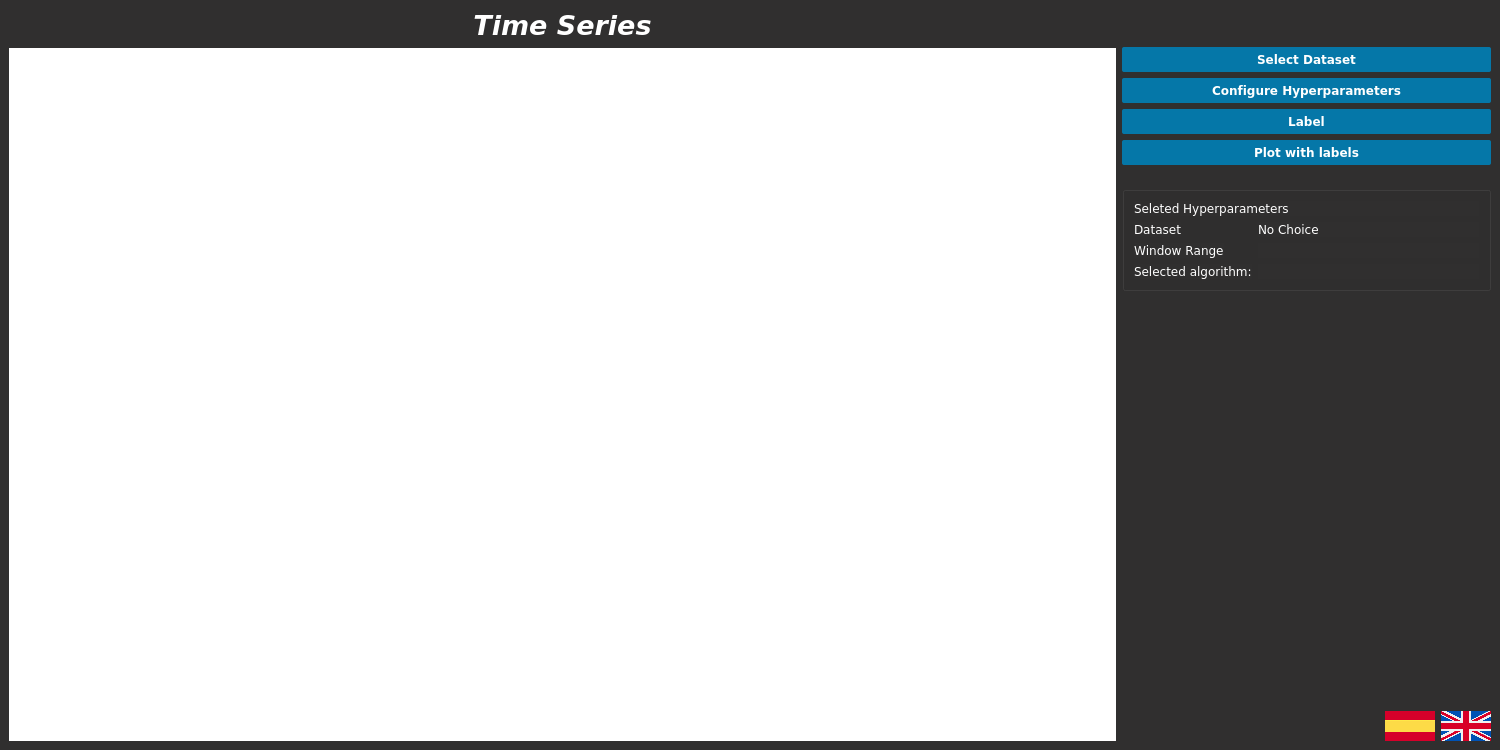 Time Series
Select Dataset
Configure Hyperparameters
Label
Plot with labels
Seleted Hyperparameters
Dataset No Choice
Window Range
Selected algorithm: